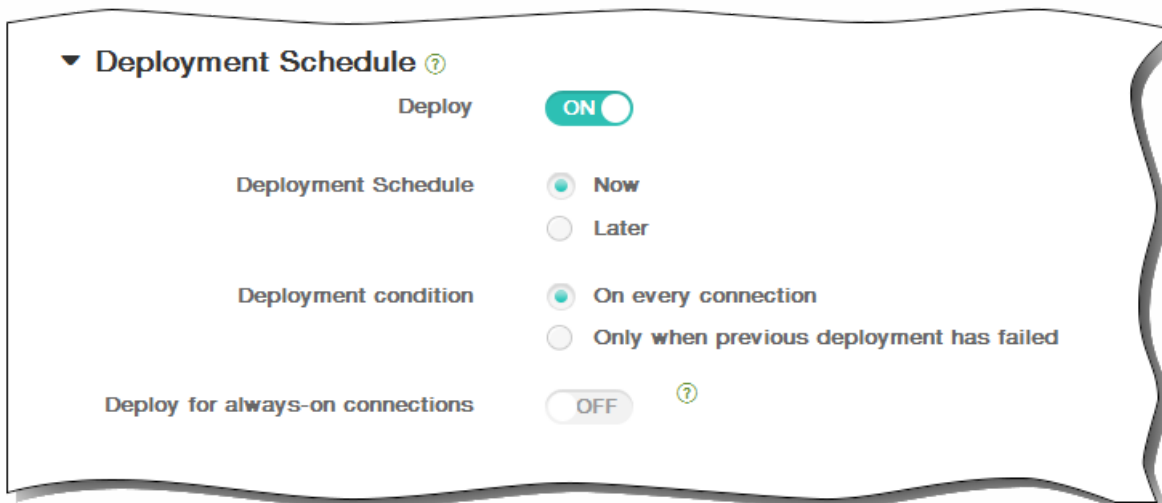 Deployment Schedule ?
Deploy ON
Deployment Schedule Now
Later
Deployment condition On every connection
Only when previous deployment has failed
Deploy for always-on connections OFF ?